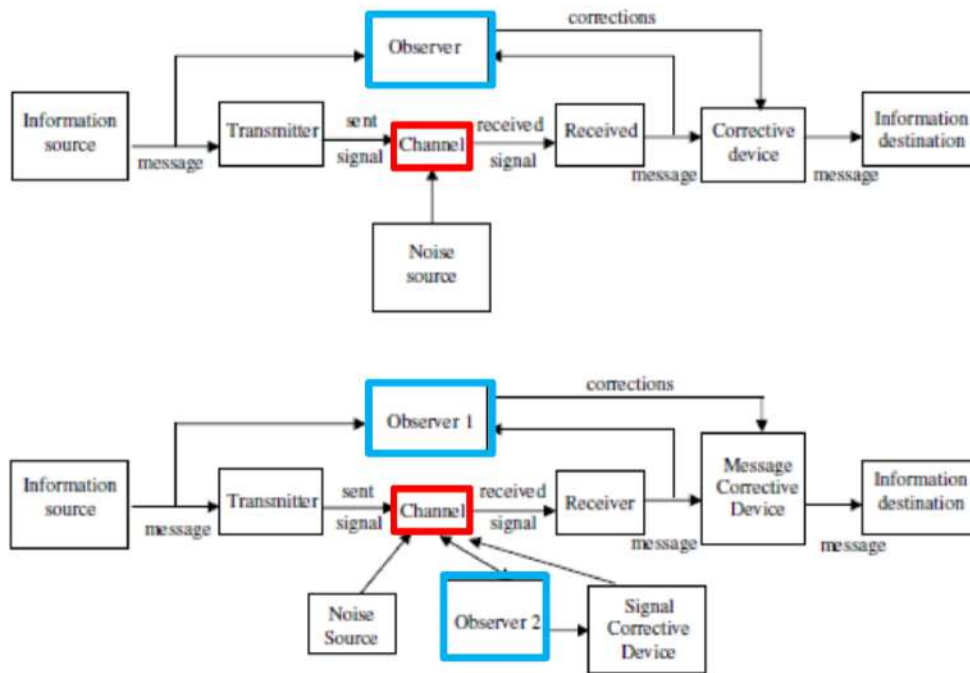 corrections
Observer
Information
source
message
Transmitter
sent
signal
Channel
received
signal
Received
message
Corrective
device
message
Information
destination
Noise
source
corrections
Observer 1
Information
source
message
Transmitter
sent
signal
Channel
received
signal
Receiver
message
Message
Corrective
Device
message
Information
destination
Noise
Source
Observer 2
Signal
Corrective
Device